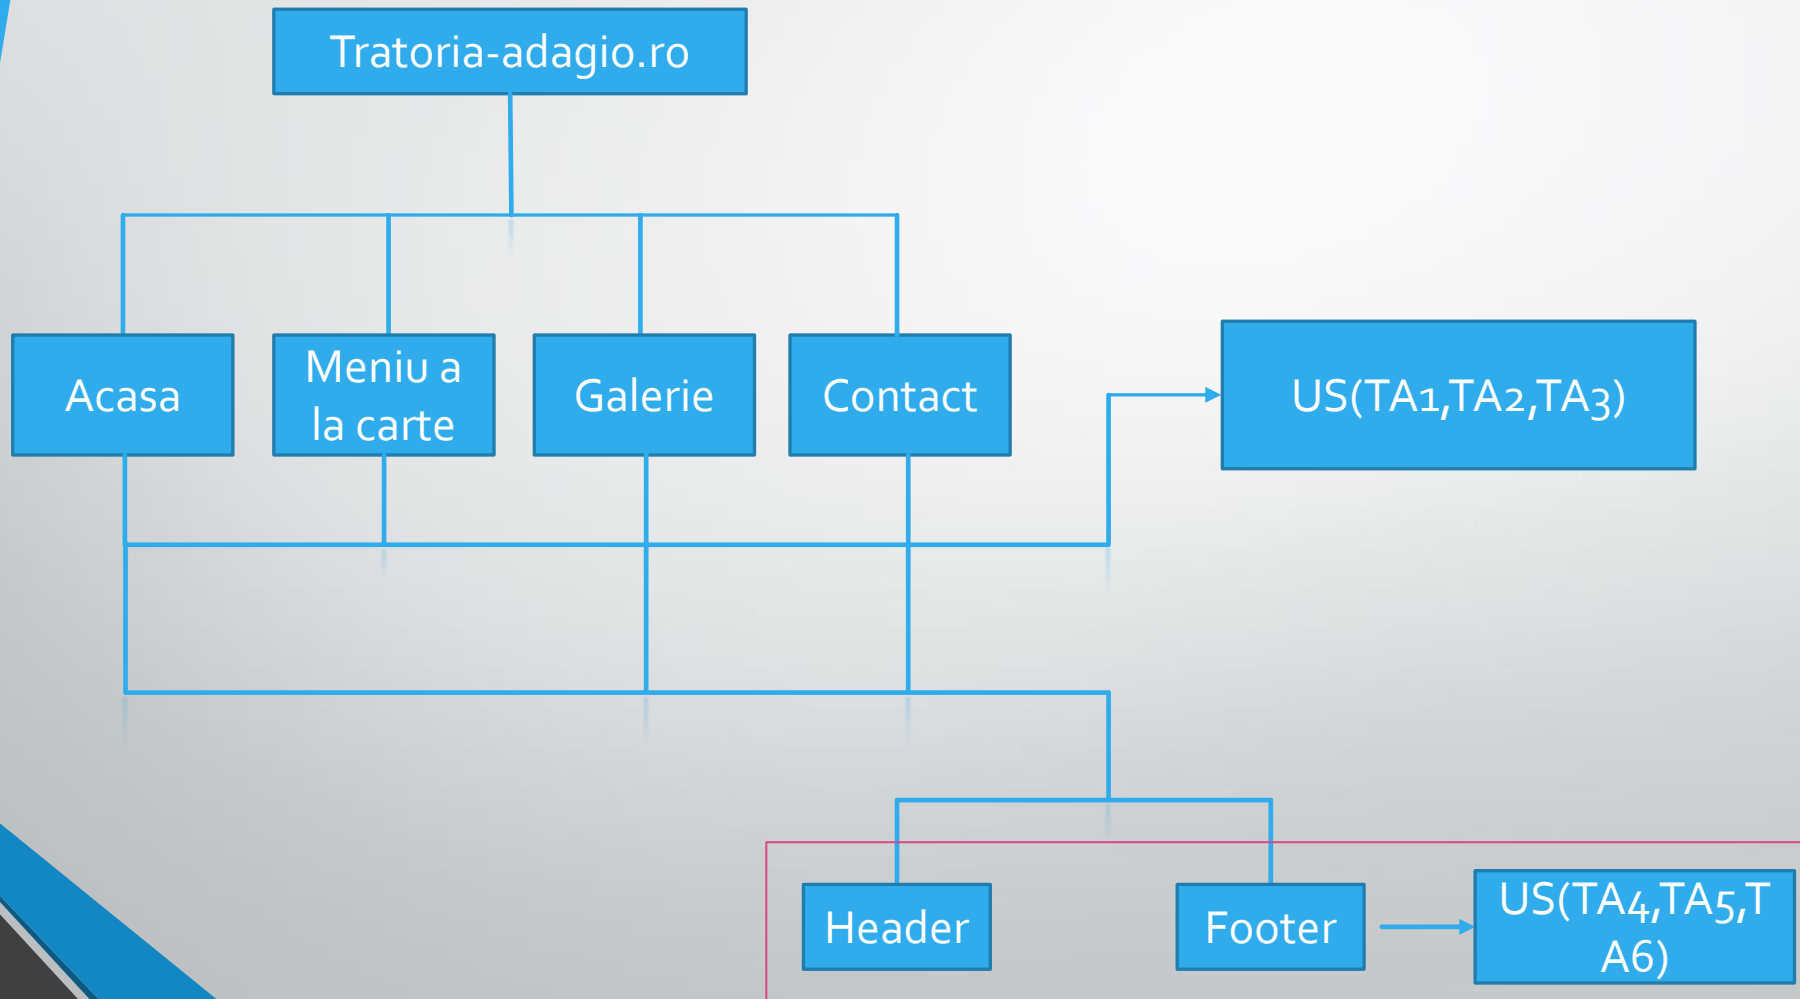 Tratoria-adagio.ro
Acasa
Meniu a
la carte
Galerie
Contact
US(TA1,TA2,TA3)
Header
Footer
US(TA4,TA5,T
A6)